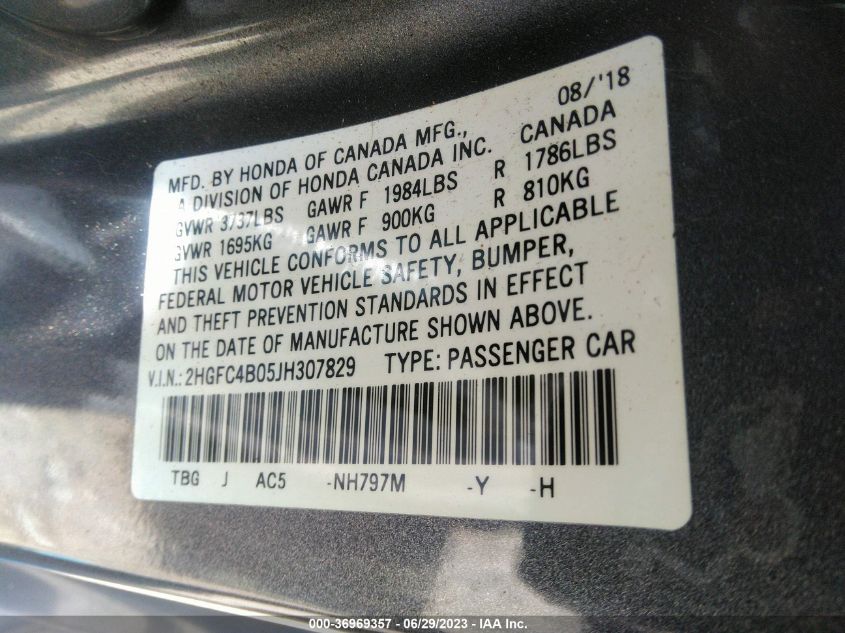 08/'18
MFD. BY HONDA OF CANADA MFG.,
A DIVISION OF HONDA CANADA INC. CANADA
GVWR 3737LBS GAWR F 1984LBS R 1786LBS
GVWR 1695KG GAWR F 900KG R 810KG
THIS VEHICLE CONFORMS TO ALL APPLICABLE
FEDERAL MOTOR VEHICLE SAFETY, BUMPER,
AND THEFT PREVENTION STANDARDS IN EFFECT
ON THE DATE OF MANUFACTURE SHOWN ABOVE.
V.I.N.: 2HGFC4B05JH307829 TYPE: PASSENGER CAR
TBG J AC5 -NH797M -Y -H
000-36969357 - 06/29/2023 - IAA Inc.